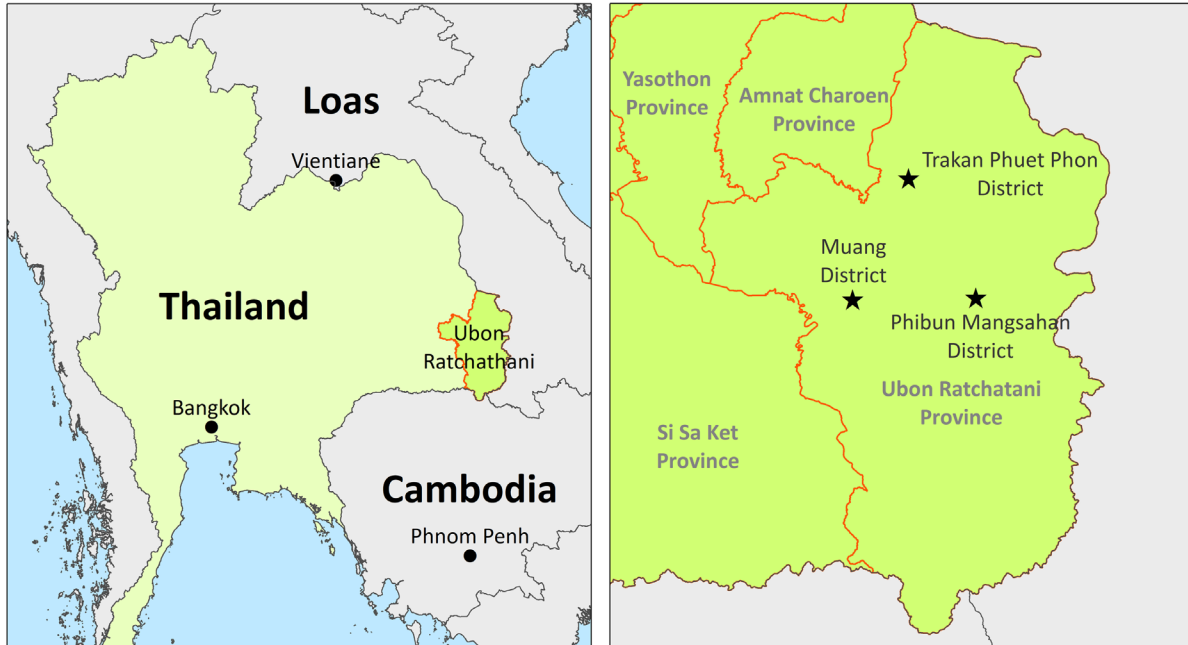 Loas
Vientiane
Thailand
Ubon
Ratchathani
Bangkok
Cambodia
Phnom Penh
Yasothon
Province
Amnat Charoen
Province
Trakan Phuet Phon
District
Muang
District
Phibun Mangsahan
District
Ubon Ratchatani
Province
Si Sa Ket
Province